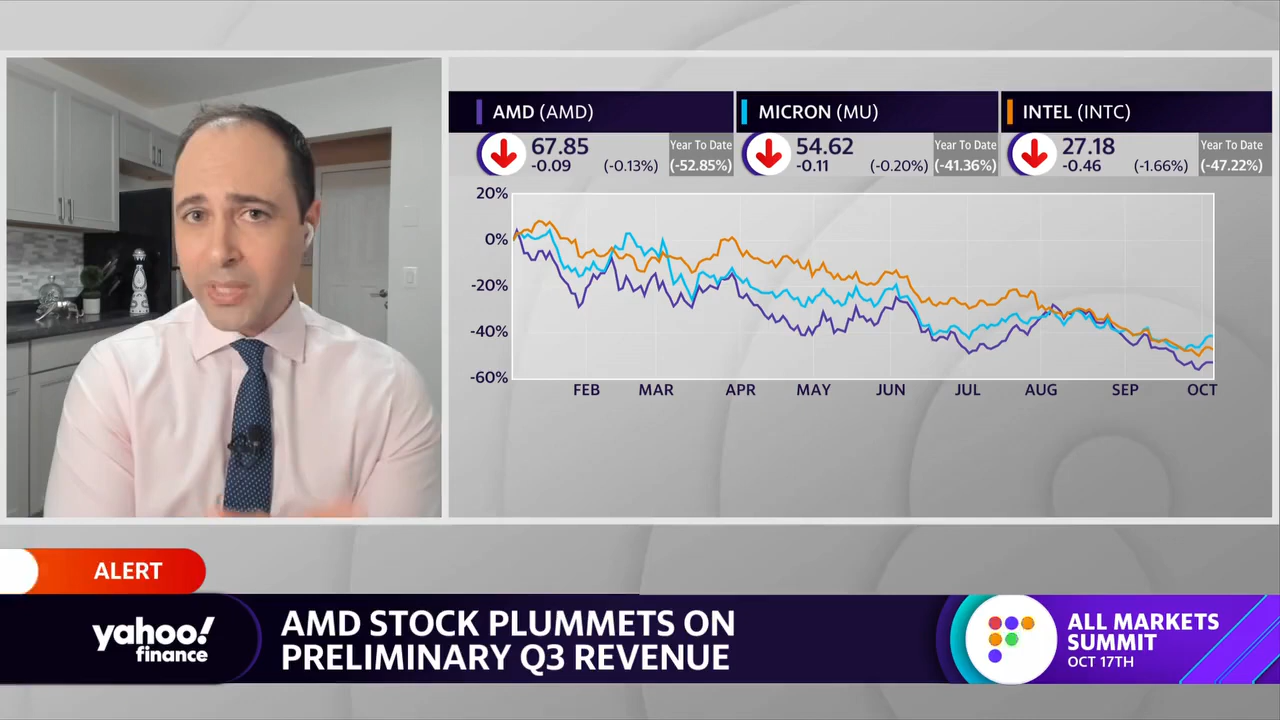 AMD (AMD)
67.85
-0.09 (-0.13%)
Year To Date
(-52.85%)
MICRON (MU)
54.62
-0.11 (-0.20%)
Year To Date
(-41.36%)
INTEL (INTC)
27.18
-0.46 (-1.66%)
Year To Date
(-47.22%)
20%
0%
-20%
-40%
-60%
FEB MAR APR MAY JUN JUL AUG SEP OCT
ALERT
yahoo!
finance
AMD STOCK PLUMMETS ON
PRELIMINARY Q3 REVENUE
ALL MARKETS
SUMMIT
OCT 17TH